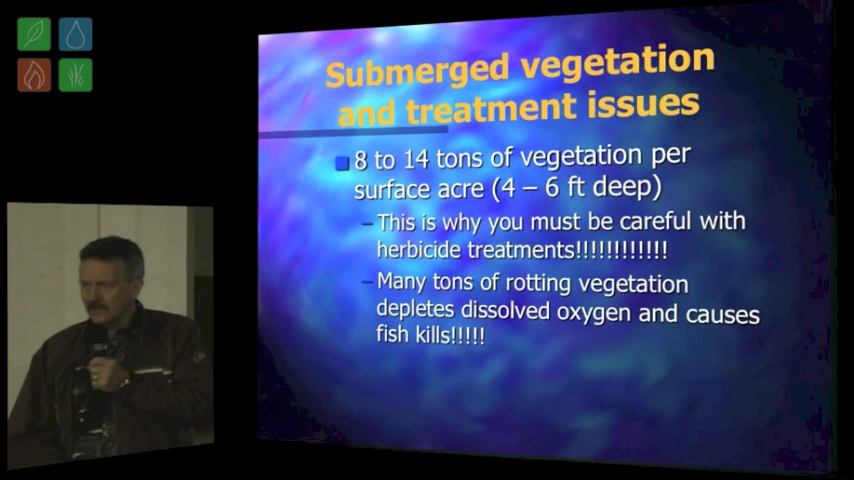 Submerged vegetation
and treatment issues
8 to 14 tons of vegetation per
surface acre (4 – 6 ft deep)
– This is why you must be careful with
herbicide treatments!!!!!!!!!!!!
– Many tons of rotting vegetation
depletes dissolved oxygen and causes
fish kills!!!!!